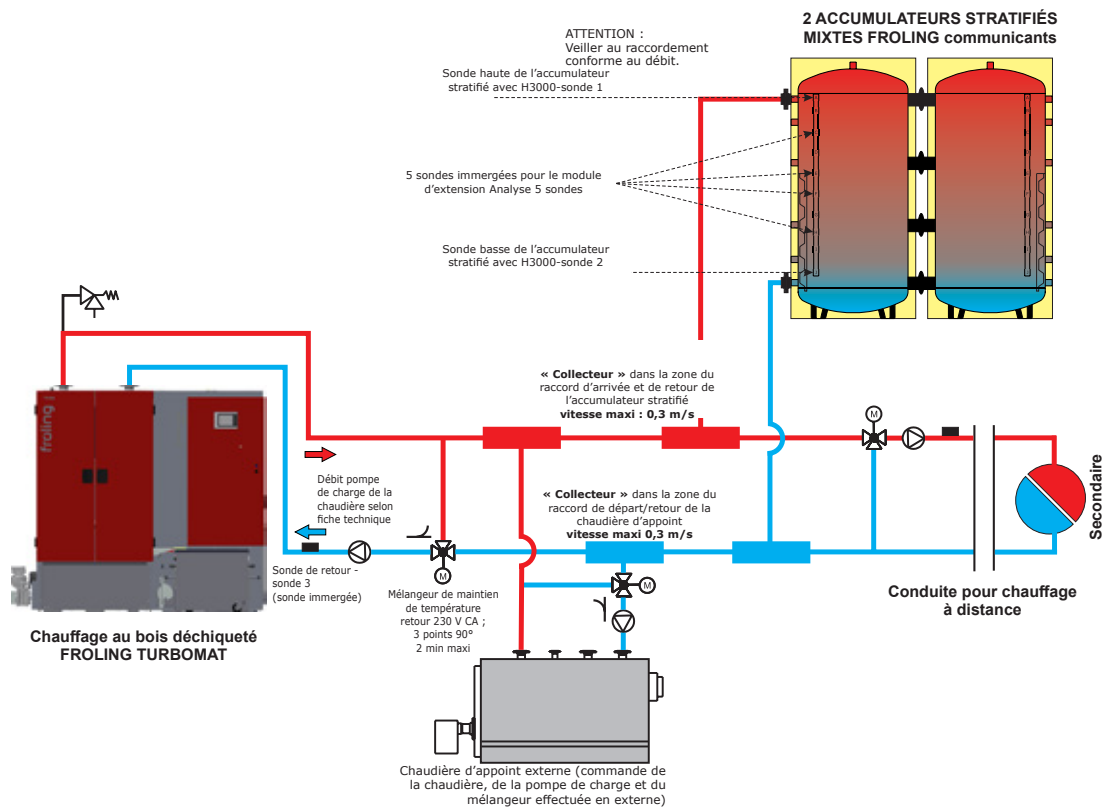 2 ACCUMULATEURS STRATIFIÉS
MIXTES FROLING communicants
ATTENTION :
Veiller au raccordement
conforme au débit.
Sonde haute de l’accumulateur
stratifié avec H3000-sonde 1
5 sondes immergées pour le module
d’extension Analyse 5 sondes
Sonde basse de l’accumulateur
stratifié avec H3000-sonde 2
« Collecteur » dans la zone du
raccord d’arrivée et de retour de
l’accumulateur stratifié
vitesse maxi : 0,3 m/s
M
froling
Débit pompe
de charge de la
chaudière selon
fiche technique
« Collecteur » dans la zone du
raccord de départ/retour de la
chaudière d’appoint
vitesse maxi 0,3 m/s
Secondaire
Sonde de retour -
sonde 3
(sonde immergée)
M
Mélangeur de maintien
de température
retour 230 V CA ;
3 points 90°
2 min maxi
M
Conduite pour chauffage
à distance
Chauffage au bois déchiqueté
FROLING TURBOMAT
Chaudière d’appoint externe (commande de
la chaudière, de la pompe de charge et du
mélangeur effectuée en externe)